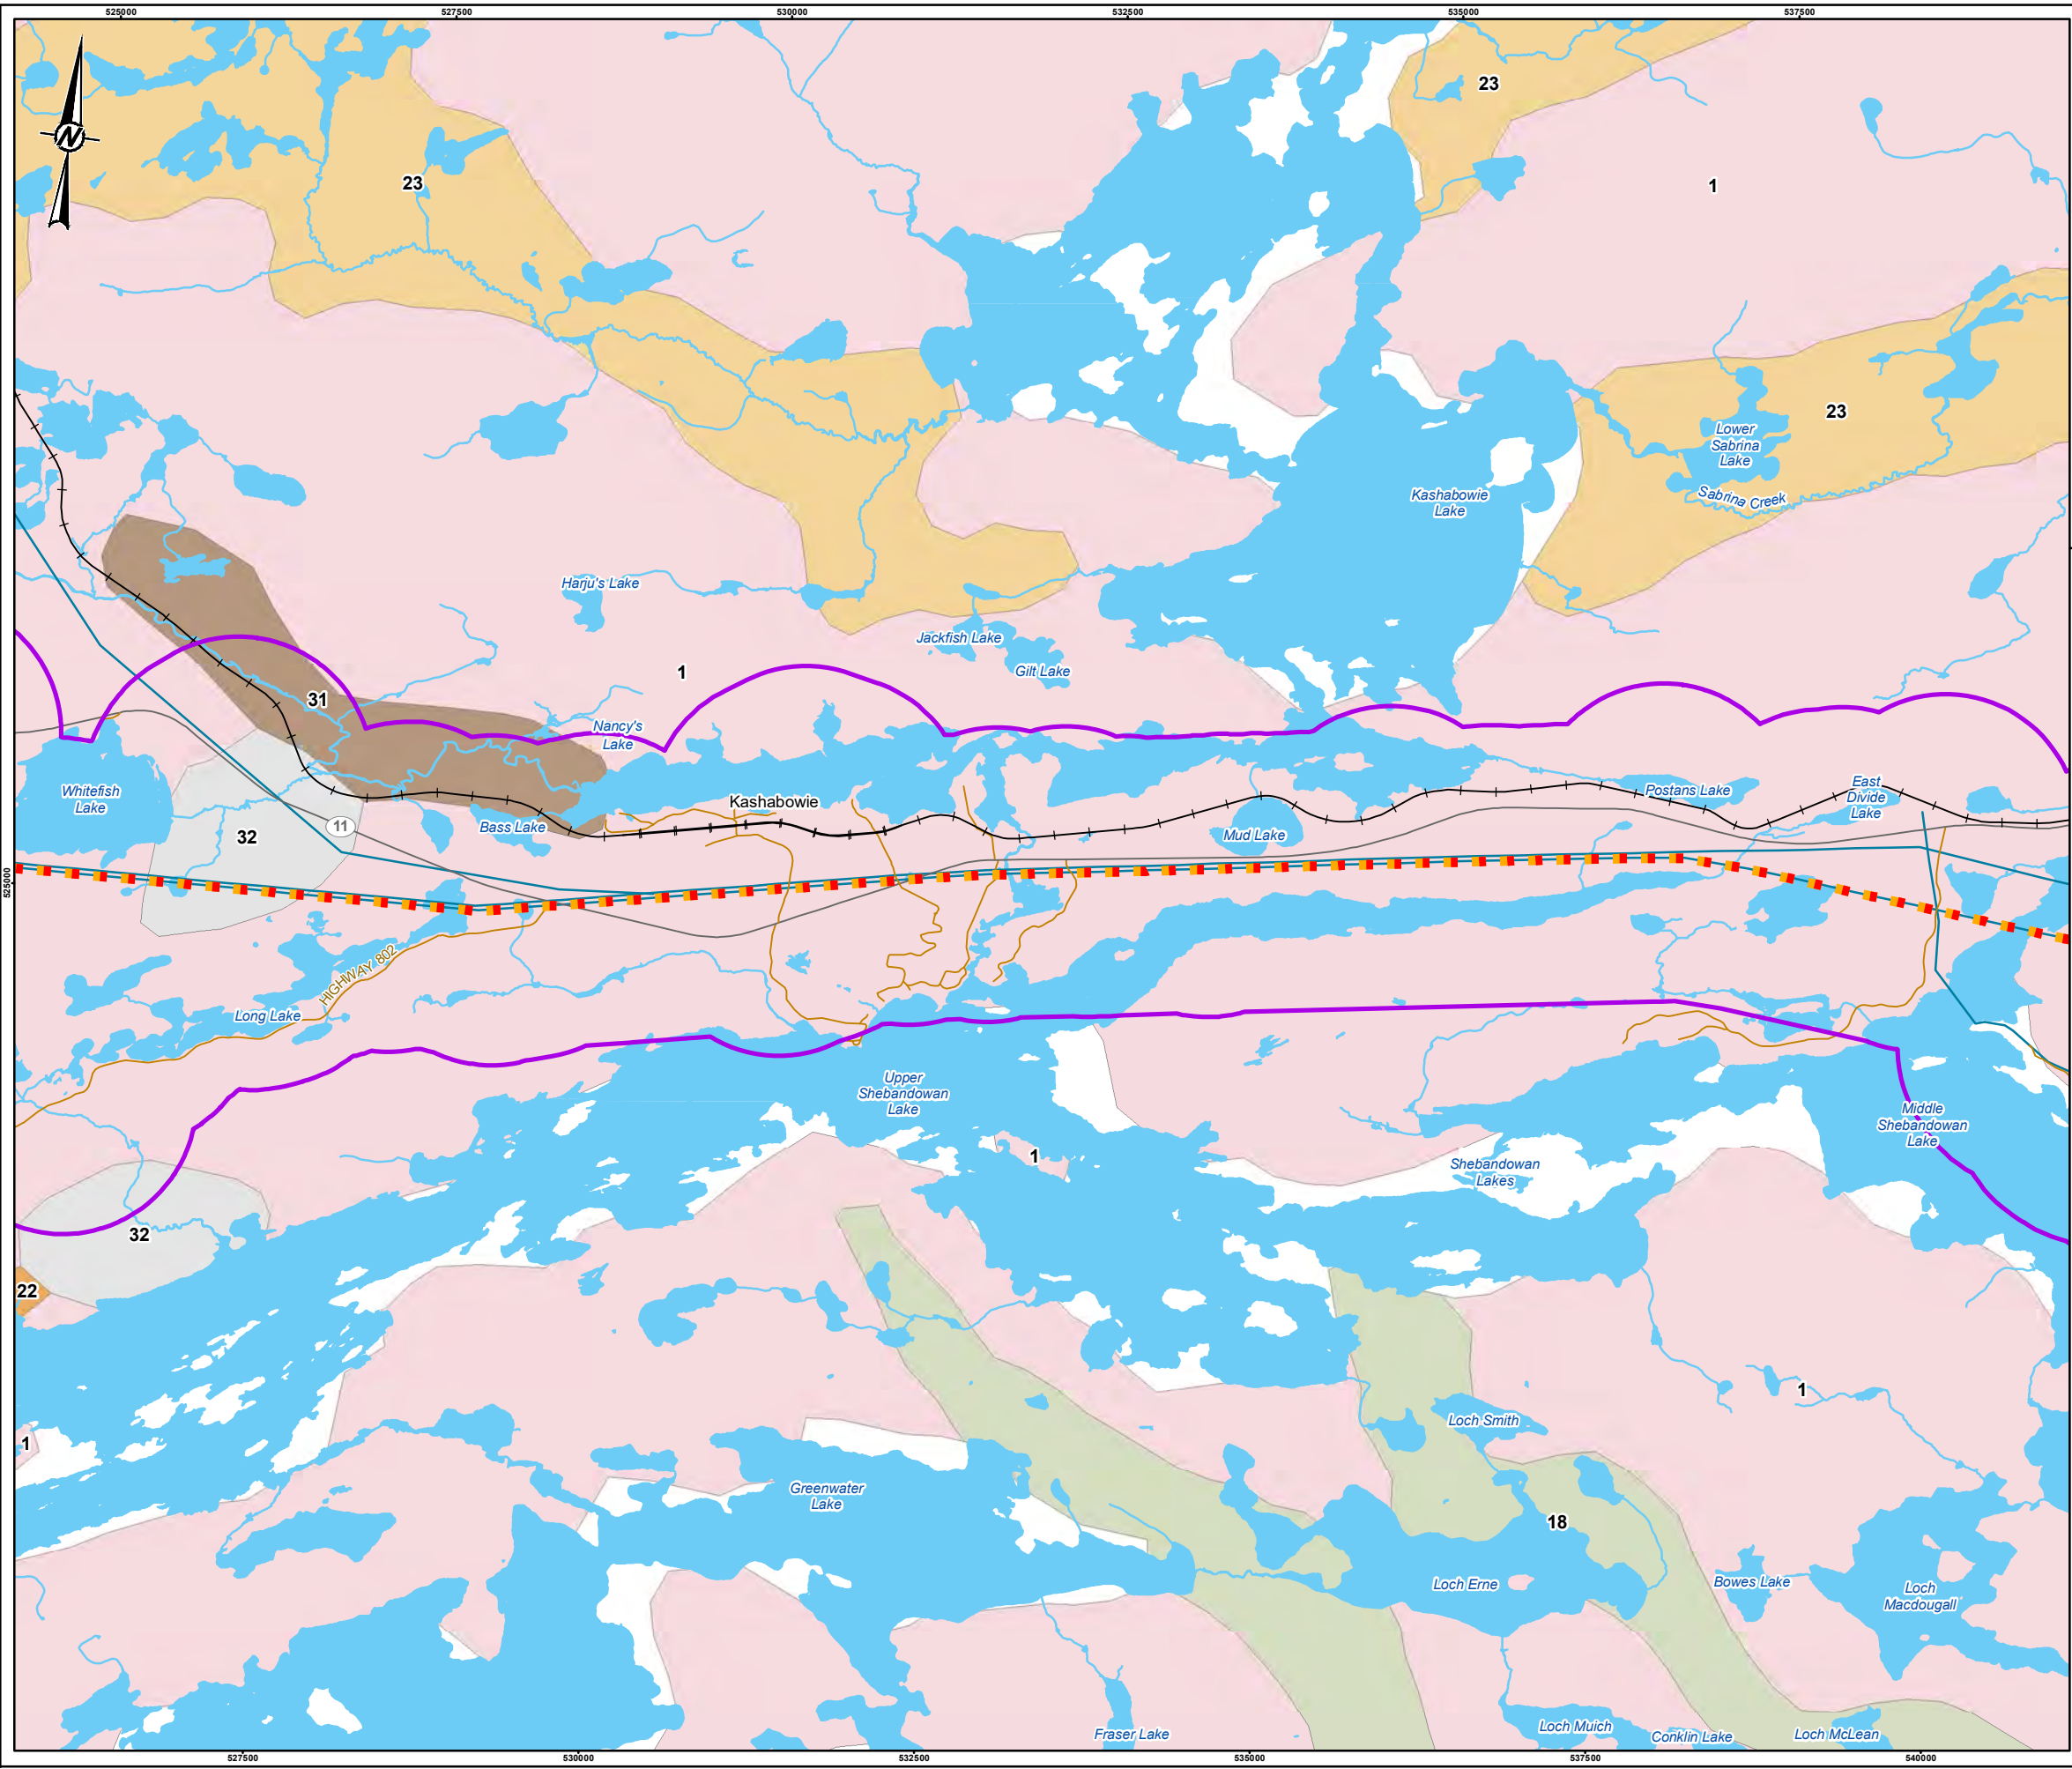 525000
527500
530000
532500
535000
537500
23
N
23
1
23
Lower
Sabrina
Lake
Kashabowie
Lake
Sabrina Creek
Harju's Lake
Jackfish Lake
Gilt Lake
1
31
Nancy's
Lake
Whitefish
Lake
Kashabowie
Postans Lake
East
Divide
Lake
11
Bass Lake
Mud Lake
32
525000
HIGHWAY 802
Long Lake
Upper
Shebandowan
Lake
Middle
Shebandowan
Lake
1
Shebandowan
Lakes
32
22
1
Loch Smith
1
Greenwater
Lake
18
Loch Erne
Bowes Lake
Loch
Macdougall
Fraser Lake
Loch Muich
Conklin Lake
Loch McLean
527500
530000
532500
535000
537500
540000